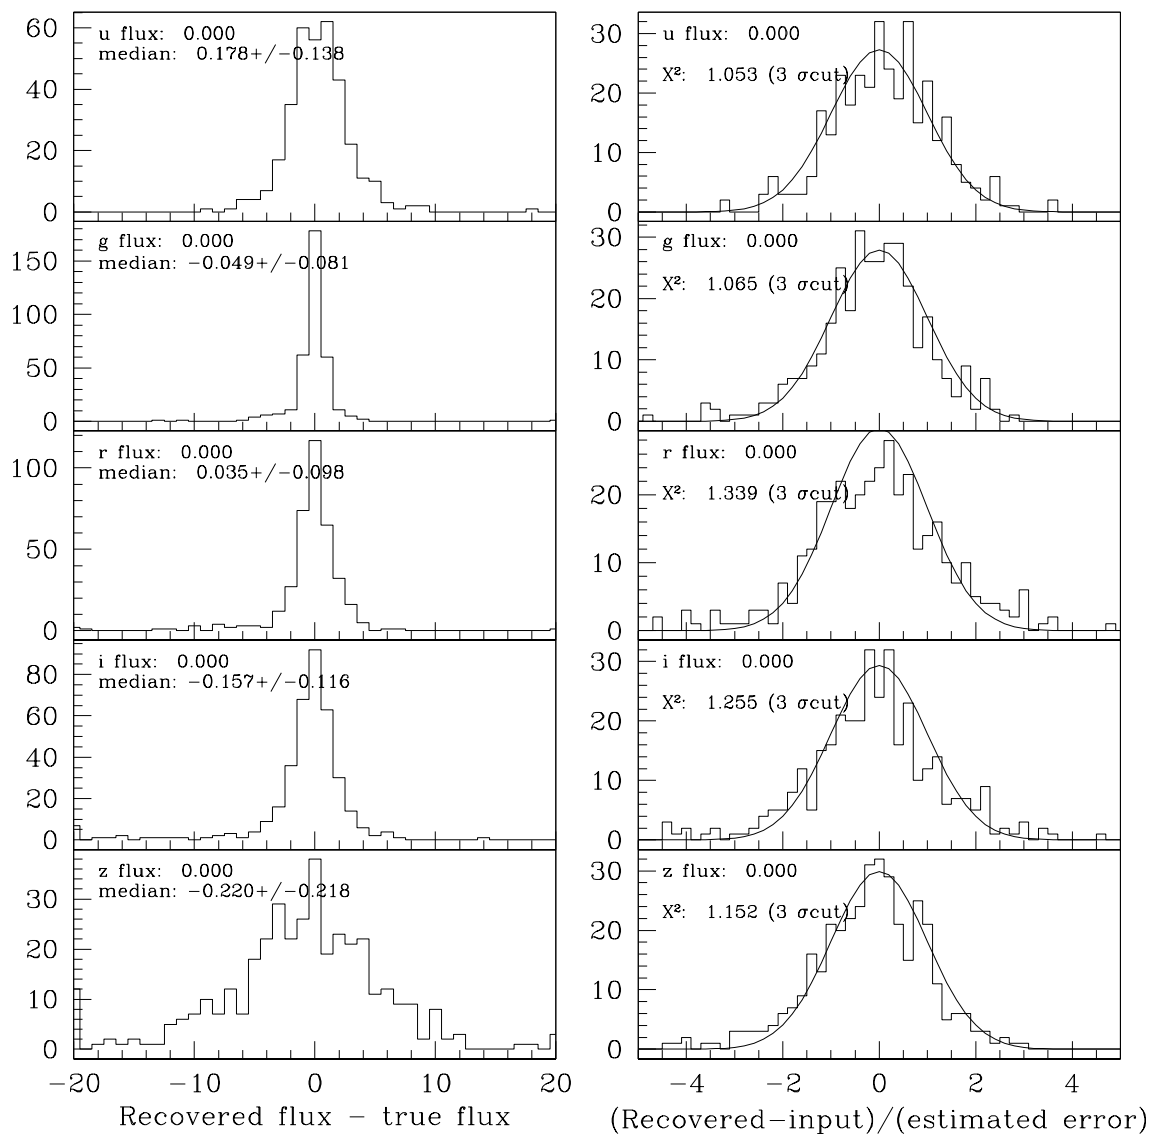 60
40
20
0
u flux: 0.000
median: 0.178+/−0.138
30
20
10
0
u flux: 0.000
X²: 1.053 (3 σcut)
150
100
50
0
g flux: 0.000
median: −0.049+/−0.081
30
20
10
0
g flux: 0.000
X²: 1.065 (3 σcut)
100
50
0
r flux: 0.000
median: 0.035+/−0.098
20
10
0
r flux: 0.000
X²: 1.339 (3 σcut)
80
60
40
20
0
i flux: 0.000
median: −0.157+/−0.116
30
20
10
0
i flux: 0.000
X²: 1.255 (3 σcut)
30
20
10
0
z flux: 0.000
median: −0.220+/−0.218
30
20
10
0
z flux: 0.000
X²: 1.152 (3 σcut)
−20 −10 0 10 20
Recovered flux − true flux
−4 −2 0 2 4
(Recovered−input)/(estimated error)